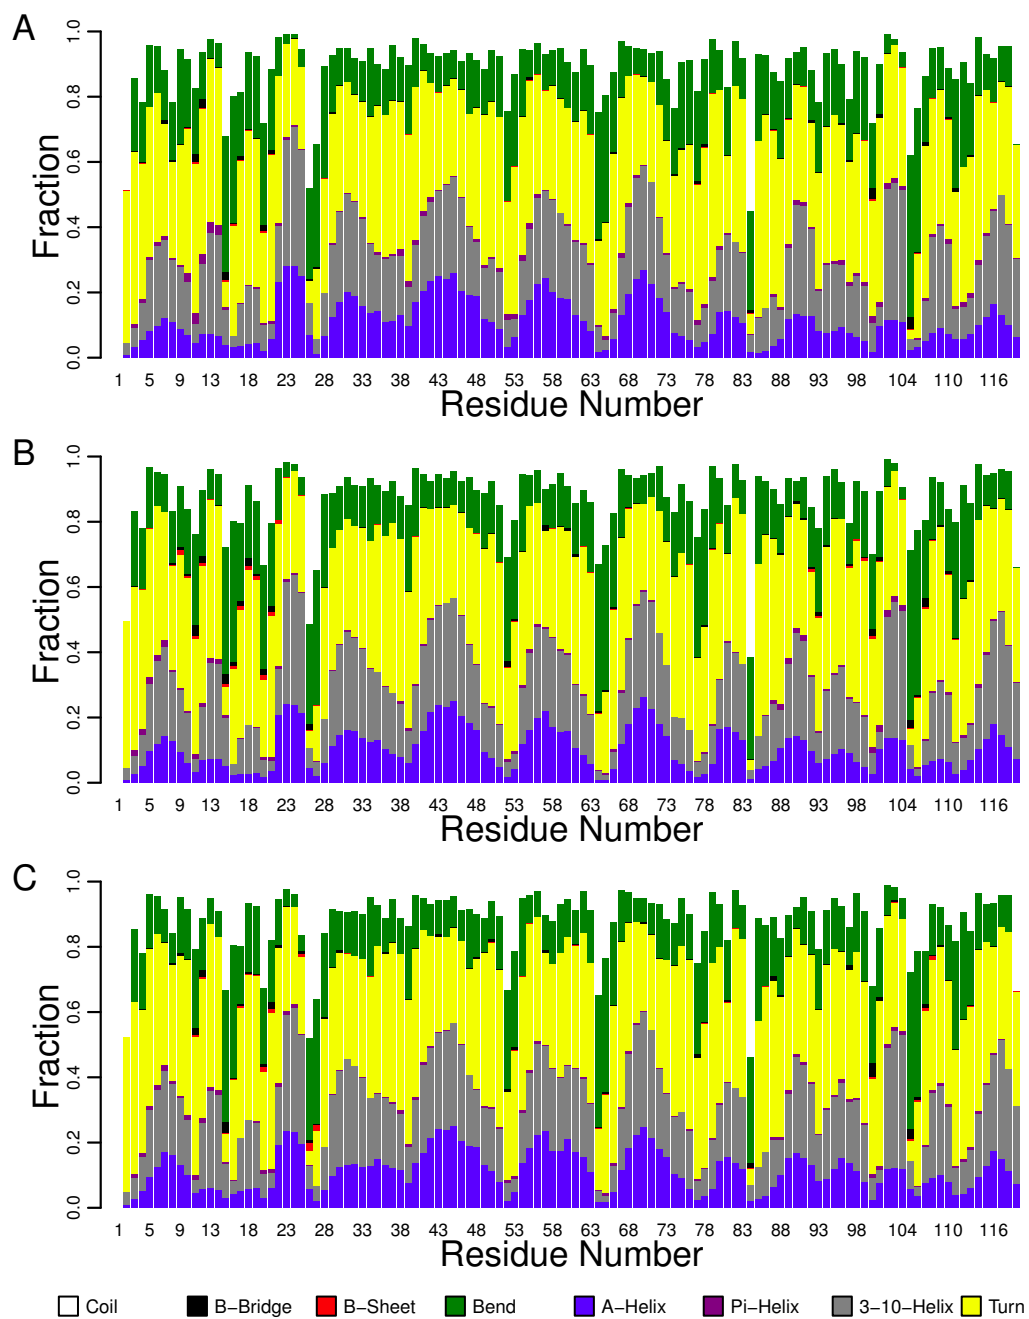 A
1.0
0.8
0.6
0.4
0.2
0.0
Fraction
1 5 9 13 18 23 28 33 38 43 48 53 58 63 68 73 78 83 88 93 98 104 110 116
Residue Number
B
1.0
0.8
0.6
0.4
0.2
0.0
Fraction
1 5 9 13 18 23 28 33 38 43 48 53 58 63 68 73 78 83 88 93 98 104 110 116
Residue Number
C
1.0
0.8
0.6
0.4
0.2
0.0
Fraction
1 5 9 13 18 23 28 33 38 43 48 53 58 63 68 73 78 83 88 93 98 104 110 116
Residue Number
Coil B−Bridge B−Sheet Bend A−Helix Pi−Helix 3−10−Helix Turn